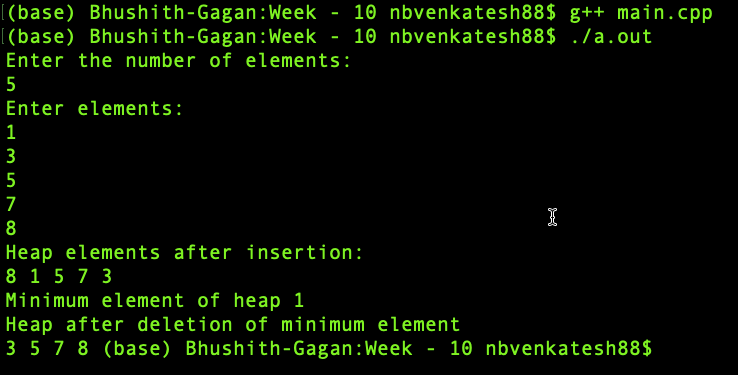 (base) Bhushith-Gagan:Week - 10 nbvenkatesh88$ g++ main.cpp
(base) Bhushith-Gagan:Week - 10 nbvenkatesh88$ ./a.out
Enter the number of elements:
5
Enter elements:
1
3
5
7
8
Heap elements after insertion:
8 1 5 7 3
Minimum element of heap 1
Heap after deletion of minimum element
3 5 7 8 (base) Bhushith-Gagan:Week - 10 nbvenkatesh88$